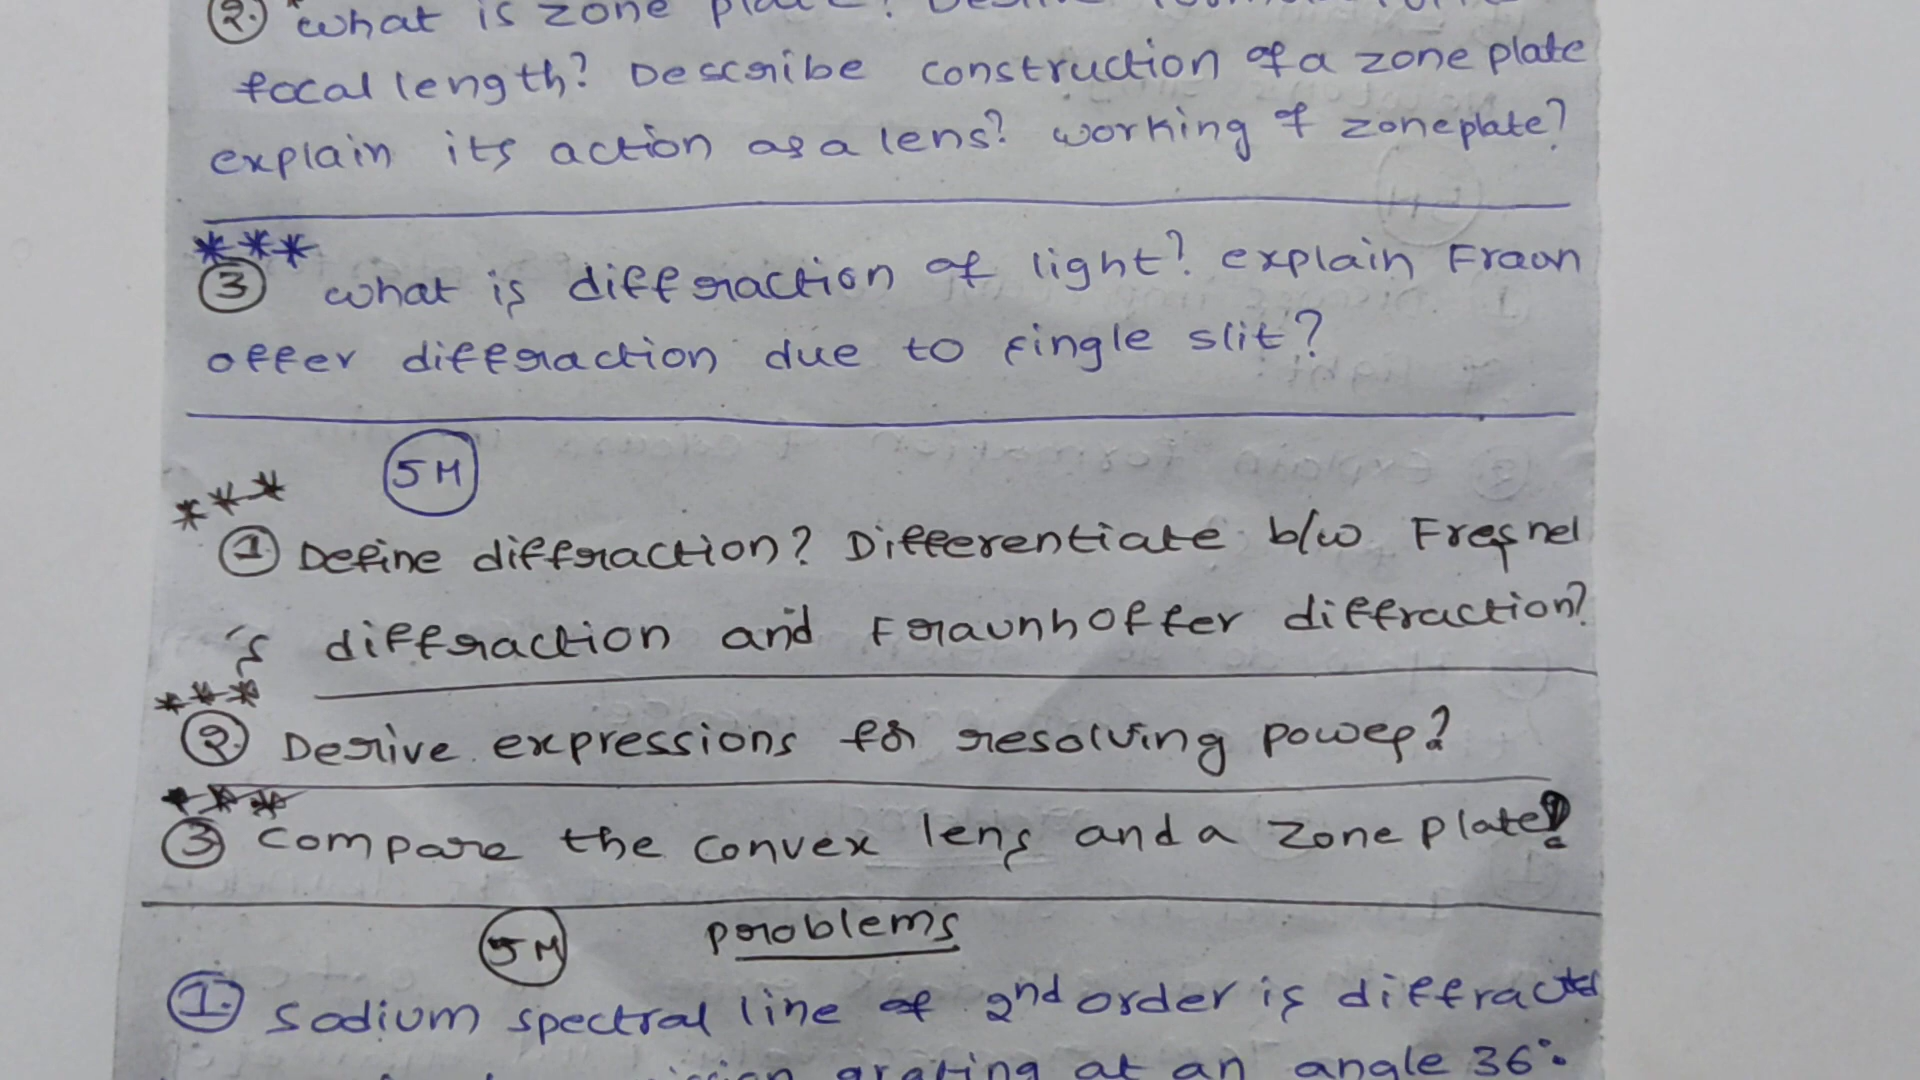 2. * what is zone
focal length? Describe construction of a zone plate
explain its action as a lens? working of zoneplate?
***
3 what is diffraction of light? explain Fraun
offer diffraction due to single slit?
5M
***
1 Define diffraction? Differentiate b/w Fresnel
's diffraction and Fraunhoffer diffraction?
***
2. Derive expressions for resolving power?
***
3 compare the convex lens and a zone plate?
5M problems
1. Sodium spectral line of 2nd order is diffracted
grating at an angle 36°.